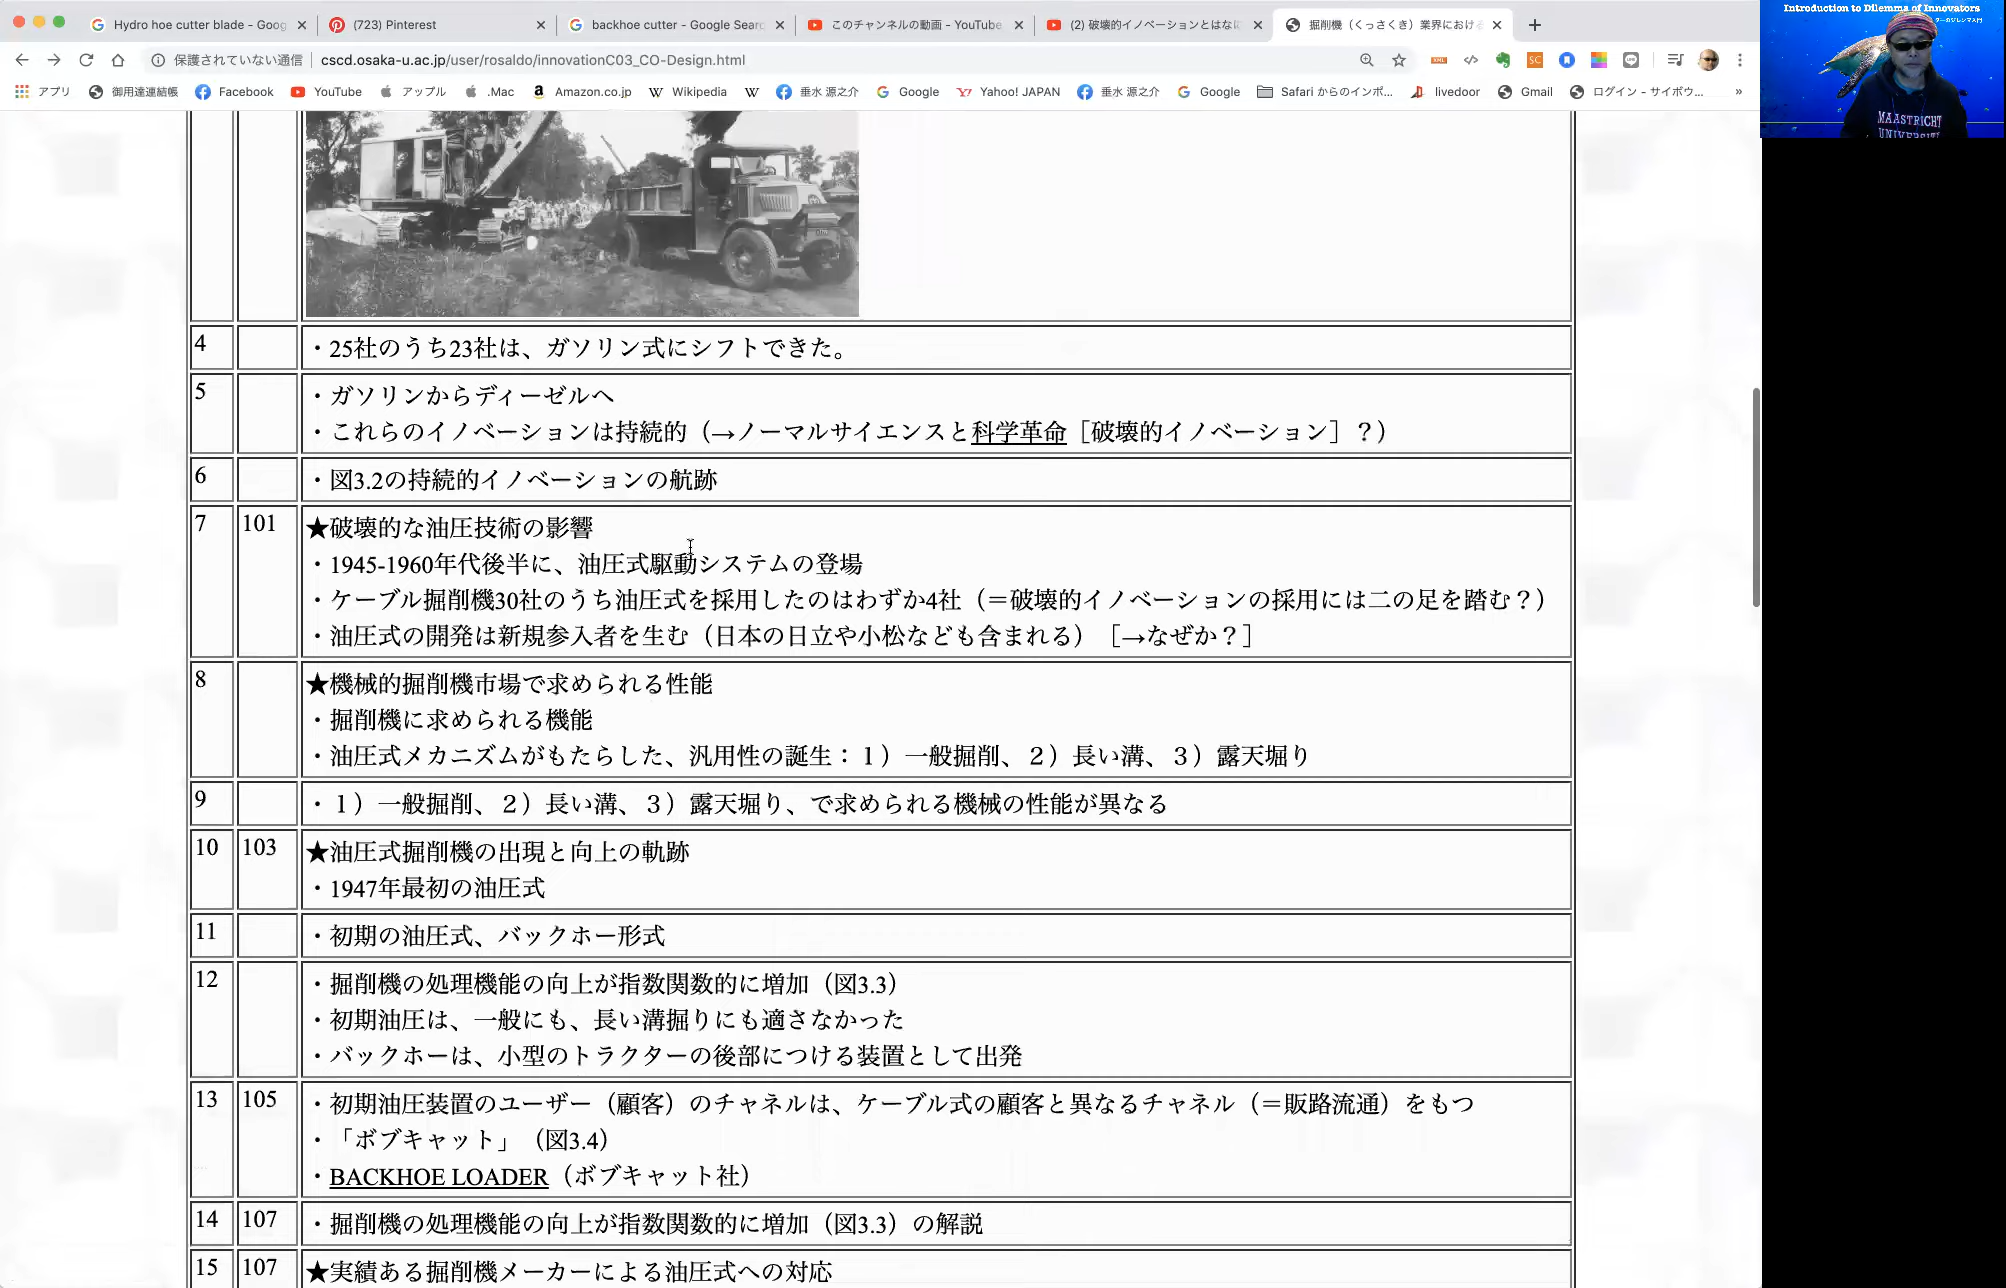 Hydro hoe cutter blade - Goog
(723) Pinterest
backhoe cutter - Google Searc
このチャンネルの動画 - YouTube
(2) 破壊的イノベーションとはなに
掘削機（くっさくき）業界におけ
保護されていない通信 | cscd.osaka-u.ac.jp/user/rosaldo/innovationC03_CO-Design.html
アプリ 御用達連結帳 Facebook YouTube アップル .Mac Amazon.co.jp Wikipedia 垂水 源之介 Google Yahoo! JAPAN 垂水 源之介 Google Safari からのインポ... livedoor Gmail ログイン - サイボウ... »
Introduction to Dilemma of Innovators
MAASTRICHT
UNIVERSITY
4 ・25社のうち23社は、ガソリン式にシフトできた。
5 ・ガソリンからディーゼルへ
・これらのイノベーションは持続的（→ノーマルサイエンスと科学革命［破壊的イノベーション］？）
6 ・図3.2の持続的イノベーションの航跡
7 101 ★破壊的な油圧技術の影響
・1945-1960年代後半に、油圧式駆動システムの登場
・ケーブル掘削機30社のうち油圧式を採用したのはわずか4社（＝破壊的イノベーションの採用には二の足を踏む？）
・油圧式の開発は新規参入者を生む（日本の日立や小松なども含まれる）［→なぜか？］
8 ★機械的掘削機市場で求められる性能
・掘削機に求められる機能
・油圧式メカニズムがもたらした、汎用性の誕生：１）一般掘削、２）長い溝、３）露天堀り
9 ・１）一般掘削、２）長い溝、３）露天堀り、で求められる機械の性能が異なる
10 103 ★油圧式掘削機の出現と向上の軌跡
・1947年最初の油圧式
11 ・初期の油圧式、バックホー形式
12 ・掘削機の処理機能の向上が指数関数的に増加（図3.3）
・初期油圧は、一般にも、長い溝掘りにも適さなかった
・バックホーは、小型のトラクターの後部につける装置として出発
13 105 ・初期油圧装置のユーザー（顧客）のチャネルは、ケーブル式の顧客と異なるチャネル（＝販路流通）をもつ
・「ボブキャット」（図3.4）
・BACKHOE LOADER（ボブキャット社）
14 107 ・掘削機の処理機能の向上が指数関数的に増加（図3.3）の解説
15 107 ★実績ある掘削機メーカーによる油圧式への対応